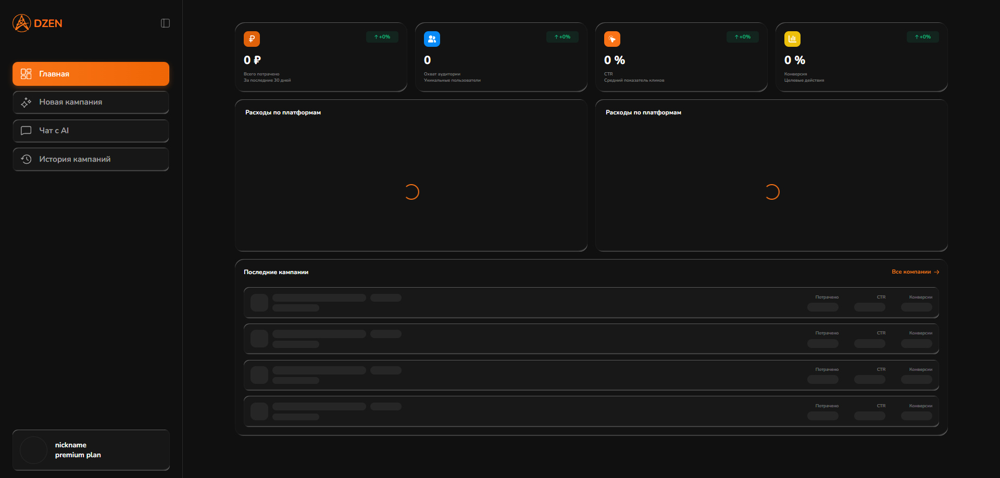 DZEN
Главная
Новая кампания
Чат с AI
История кампаний
nickname
premium plan
+0%
0 ₽
Всего потрачено
За последние 30 дней
+0%
0
Охват аудитории
Уникальные пользователи
+0%
0 %
CTR
Средний показатель кликов
+0%
0 %
Конверсия
Целевые действия
Расходы по платформам
Расходы по платформам
Последние кампании
Все компании →
Потрачено CTR Конверсии
Потрачено CTR Конверсии
Потрачено CTR Конверсии
Потрачено CTR Конверсии